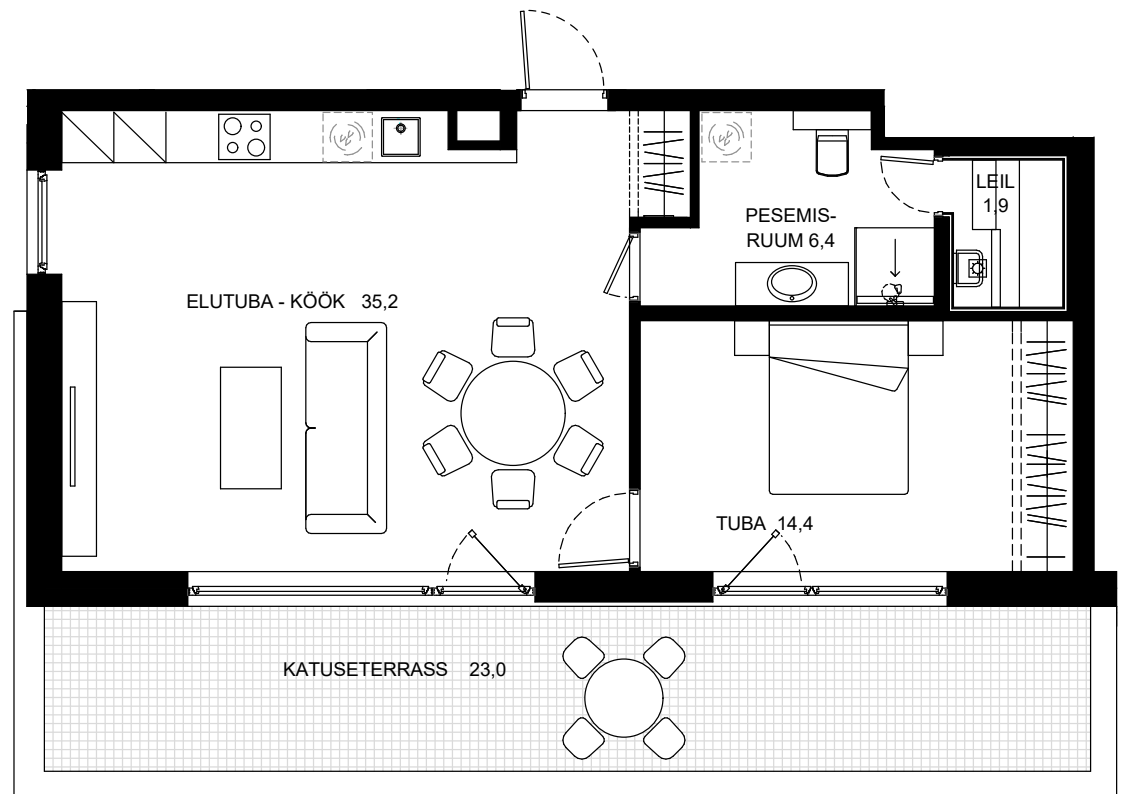 LEIL
1,9
PESEMIS-
RUUM 6,4
ELUTUBA - KÖÖK 35,2
TUBA 14,4
KATUSETERRASS 23,0